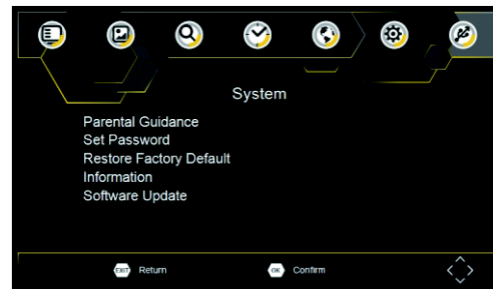 System
Parental Guidance
Set Password
Restore Factory Default
Information
Software Update
EXIT Return OK Confirm